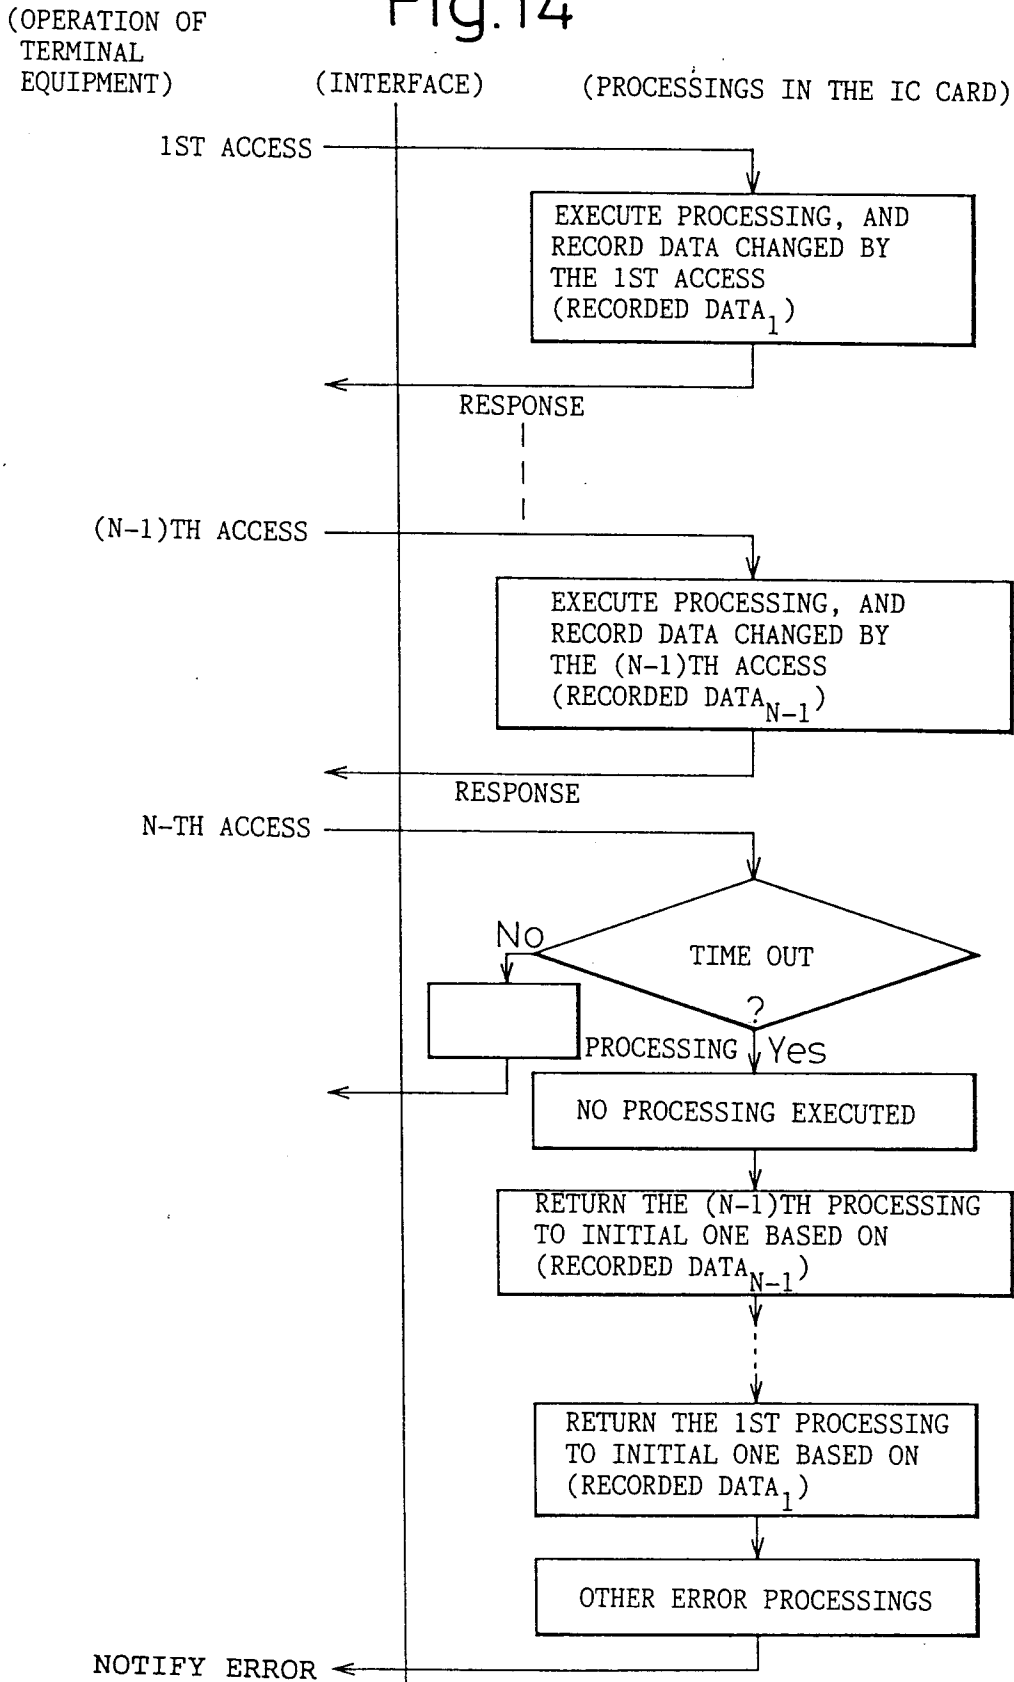 Fig.14
(OPERATION OF
TERMINAL
EQUIPMENT)
(INTERFACE)
(PROCESSINGS IN THE IC CARD)
1ST ACCESS
EXECUTE PROCESSING, AND
RECORD DATA CHANGED BY
THE 1ST ACCESS
(RECORDED DATA1)
RESPONSE
(N-1)TH ACCESS
EXECUTE PROCESSING, AND
RECORD DATA CHANGED BY
THE (N-1)TH ACCESS
(RECORDED DATAN-1)
RESPONSE
N-TH ACCESS
TIME OUT
?
No
PROCESSING
Yes
NO PROCESSING EXECUTED
RETURN THE (N-1)TH PROCESSING
TO INITIAL ONE BASED ON
(RECORDED DATAN-1)
RETURN THE 1ST PROCESSING
TO INITIAL ONE BASED ON
(RECORDED DATA1)
OTHER ERROR PROCESSINGS
NOTIFY ERROR